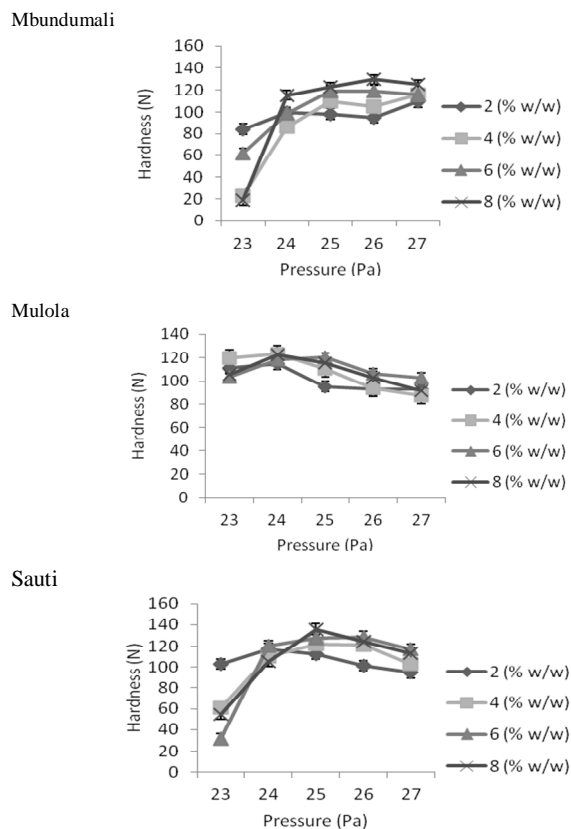 Mbundumali
160
140
120
100
80
60
40
20
0
Hardness (N)
23 24 25 26 27
Pressure (Pa)
2 (% w/w)
4 (% w/w)
6 (% w/w)
8 (% w/w)
Mulola
140
120
100
80
60
40
20
0
Hardness (N)
23 24 25 26 27
Pressure (Pa)
2 (% w/w)
4 (% w/w)
6 (% w/w)
8 (% w/w)
Sauti
160
140
120
100
80
60
40
20
0
Hardness (N)
23 24 25 26 27
Pressure (Pa)
2 (% w/w)
4 (% w/w)
6 (% w/w)
8 (% w/w)